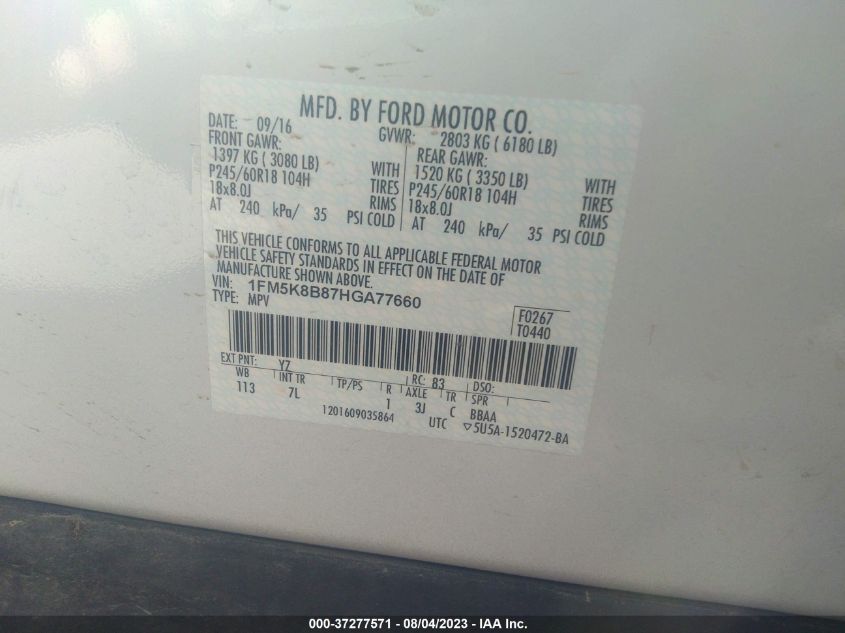 MFD. BY FORD MOTOR CO.
DATE: 09/16 GVWR: 2803 KG ( 6180 LB)
FRONT GAWR: REAR GAWR:
1397 KG ( 3080 LB) WITH 1520 KG ( 3350 LB) WITH
P245/60R18 104H TIRES P245/60R18 104H TIRES
18x8.0J RIMS 18x8.0J RIMS
AT 240 kPa/ 35 PSI COLD AT 240 kPa/ 35 PSI COLD
THIS VEHICLE CONFORMS TO ALL APPLICABLE FEDERAL MOTOR
VEHICLE SAFETY STANDARDS IN EFFECT ON THE DATE OF
MANUFACTURE SHOWN ABOVE.
VIN: 1FM5K8B87HGA77660
TYPE: MPV
F0267
T0440
EXT PNT: YZ RC: 83 DSO:
WB INT TR TP/PS R AXLE TR SPR
113 7L 1 3J C BBAA
1201609035864 UTC ▽5U5A-1520472-BA
000-37277571 - 08/04/2023 - IAA Inc.